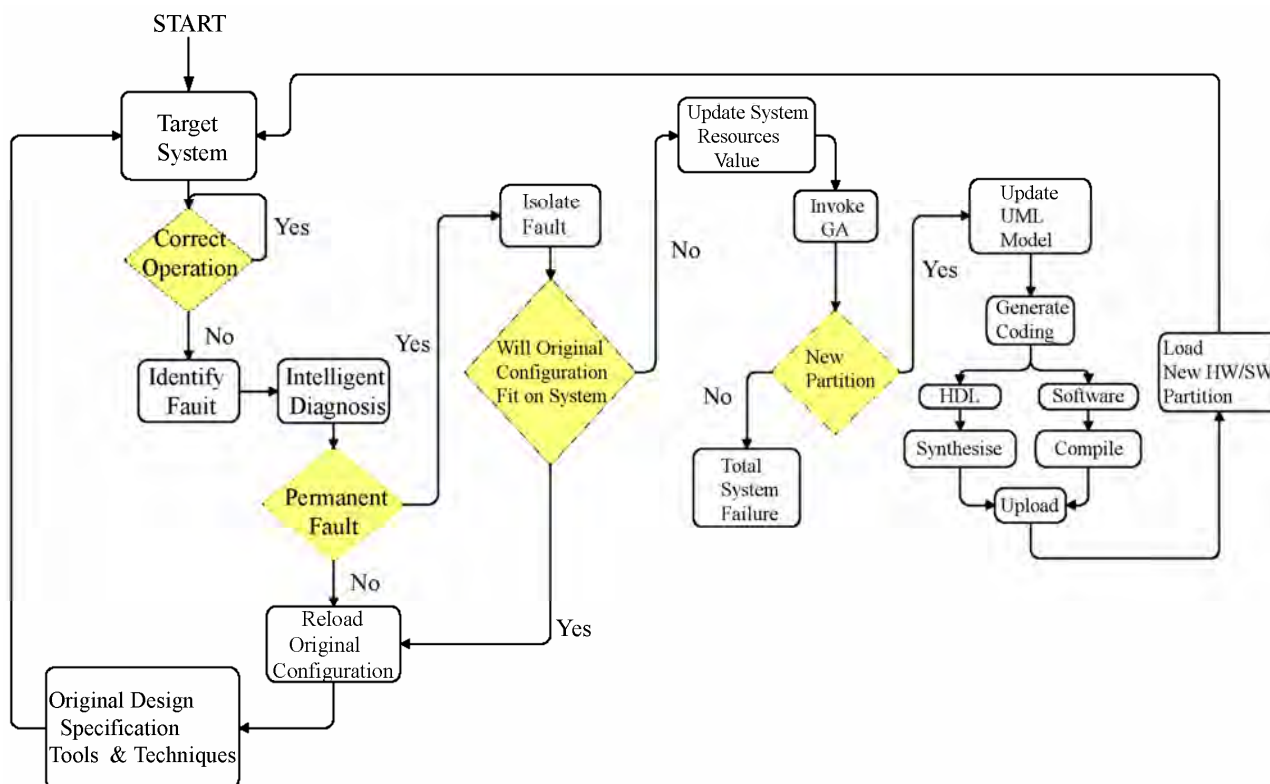 START
Target
System
Correct
Operation
Yes
No
Identify
Fauit
Intelligent
Diagnosis
Permanent
Fault
Yes
No
Reload
Original
Configuration
Original Design
Specification
Tools & Techniques
Isolate
Fault
Will Original
Configuration
Fit on System
No
Yes
Update System
Resources
Value
Invoke
GA
New
Partition
No
Yes
Total
System
Failure
Update
UML
Model
Generate
Coding
HDL
Software
Synthesise
Compile
Upload
Load
New HW/SW
Partition